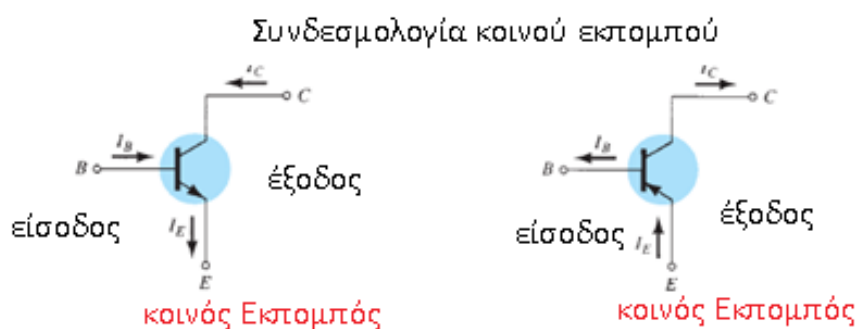 Συνδεσμολογία κοινού εκπομπού
I_C
C
I_B
B
είσοδος
έξοδος
I_E
E
κοινός Εκπομπός
I_C
C
I_B
B
είσοδος
έξοδος
I_E
E
κοινός Εκπομπός